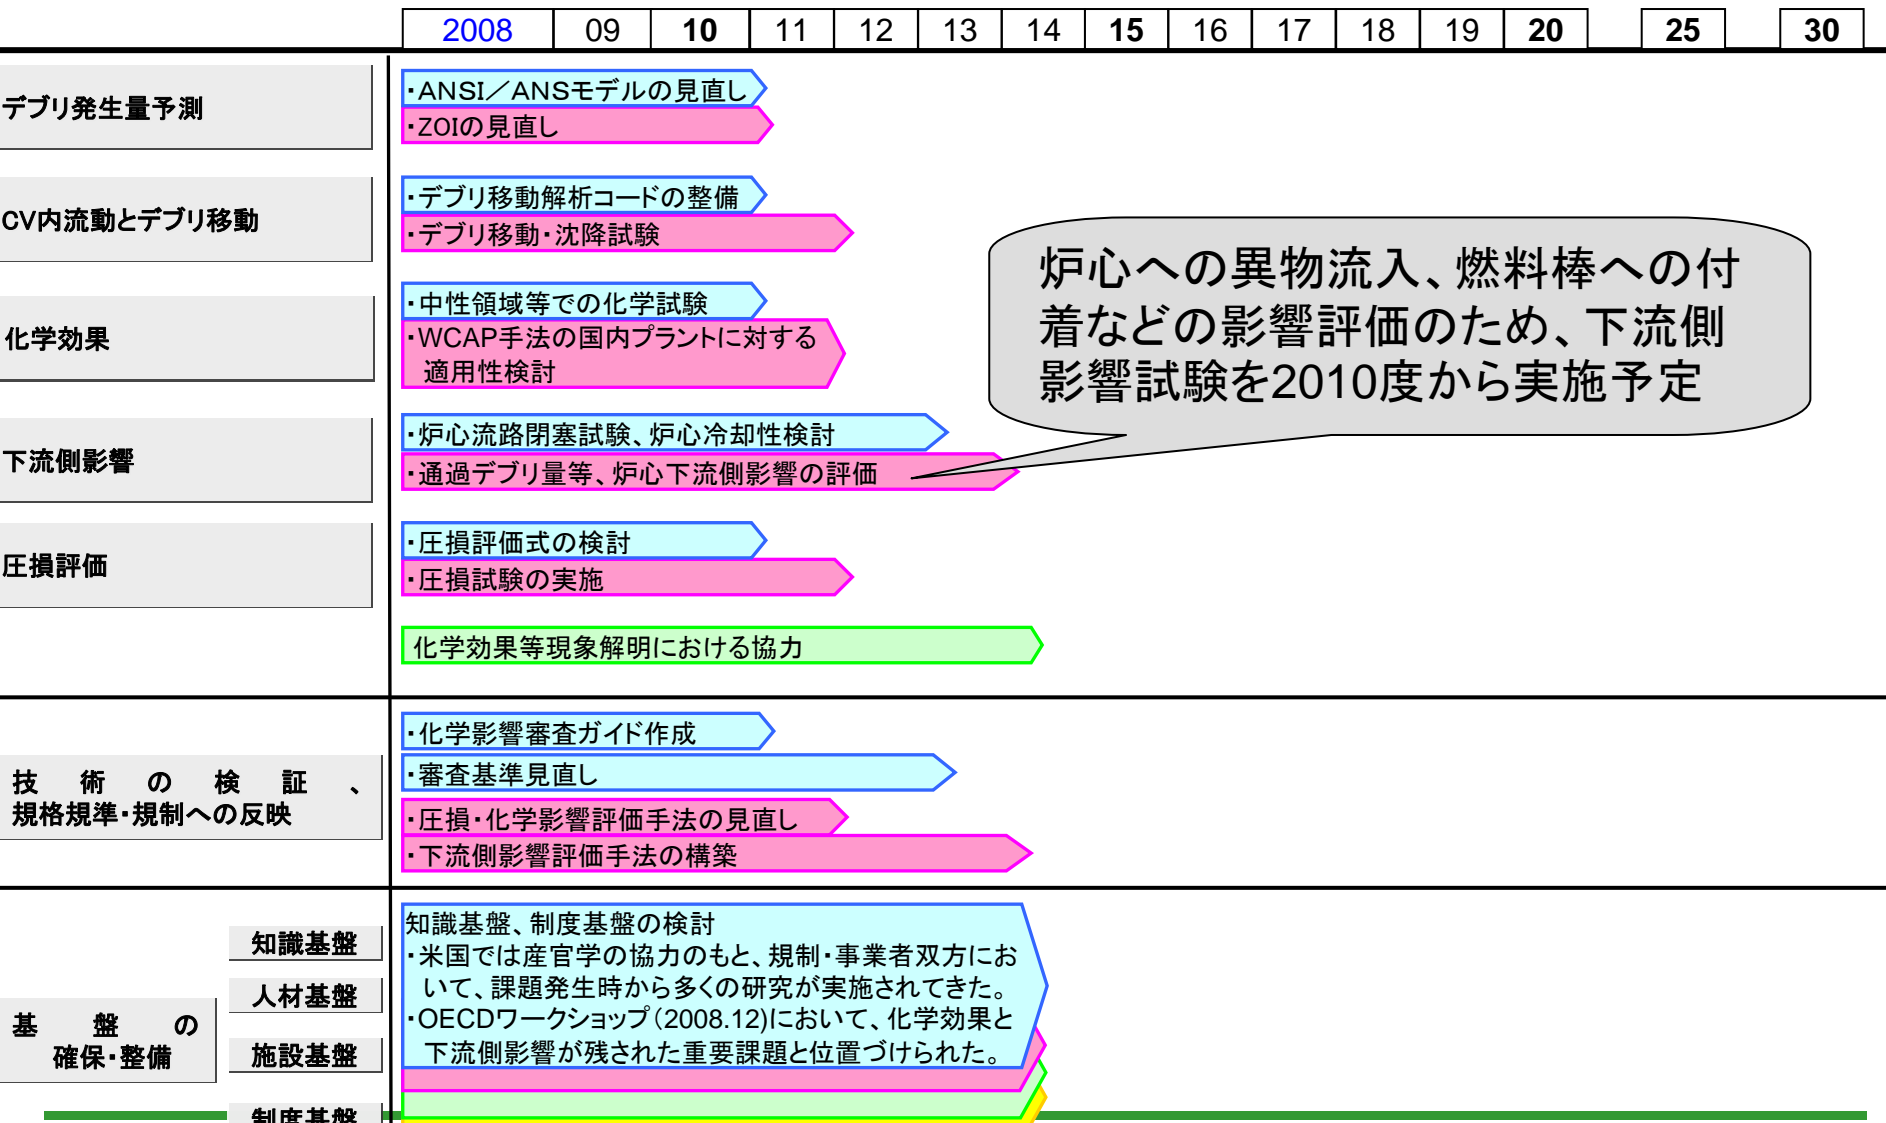 2008 09 10 11 12 13 14 15 16 17 18 19 20 25 30
デブリ発生量予測
・ANSI／ANSモデルの見直し
・ZOIの見直し
CV内流動とデブリ移動
・デブリ移動解析コードの整備
・デブリ移動・沈降試験
炉心への異物流入、燃料棒への付
着などの影響評価のため、下流側
影響試験を2010度から実施予定
化学効果
・中性領域等での化学試験
・WCAP手法の国内プラントに対する
適用性検討
下流側影響
・炉心流路閉塞試験、炉心冷却性検討
・通過デブリ量等、炉心下流側影響の評価
圧損評価
・圧損評価式の検討
・圧損試験の実施
化学効果等現象解明における協力
技術の検証、
規格規準・規制への反映
・化学影響審査ガイド作成
・審査基準見直し
・圧損・化学影響評価手法の見直し
・下流側影響評価手法の構築
基盤の
確保・整備
知識基盤
人材基盤
施設基盤
制度基盤
知識基盤、制度基盤の検討
・米国では産官学の協力のもと、規制・事業者双方にお
いて、課題発生時から多くの研究が実施されてきた。
・OECDワークショップ（2008.12)において、化学効果と
下流側影響が残された重要課題と位置づけられた。